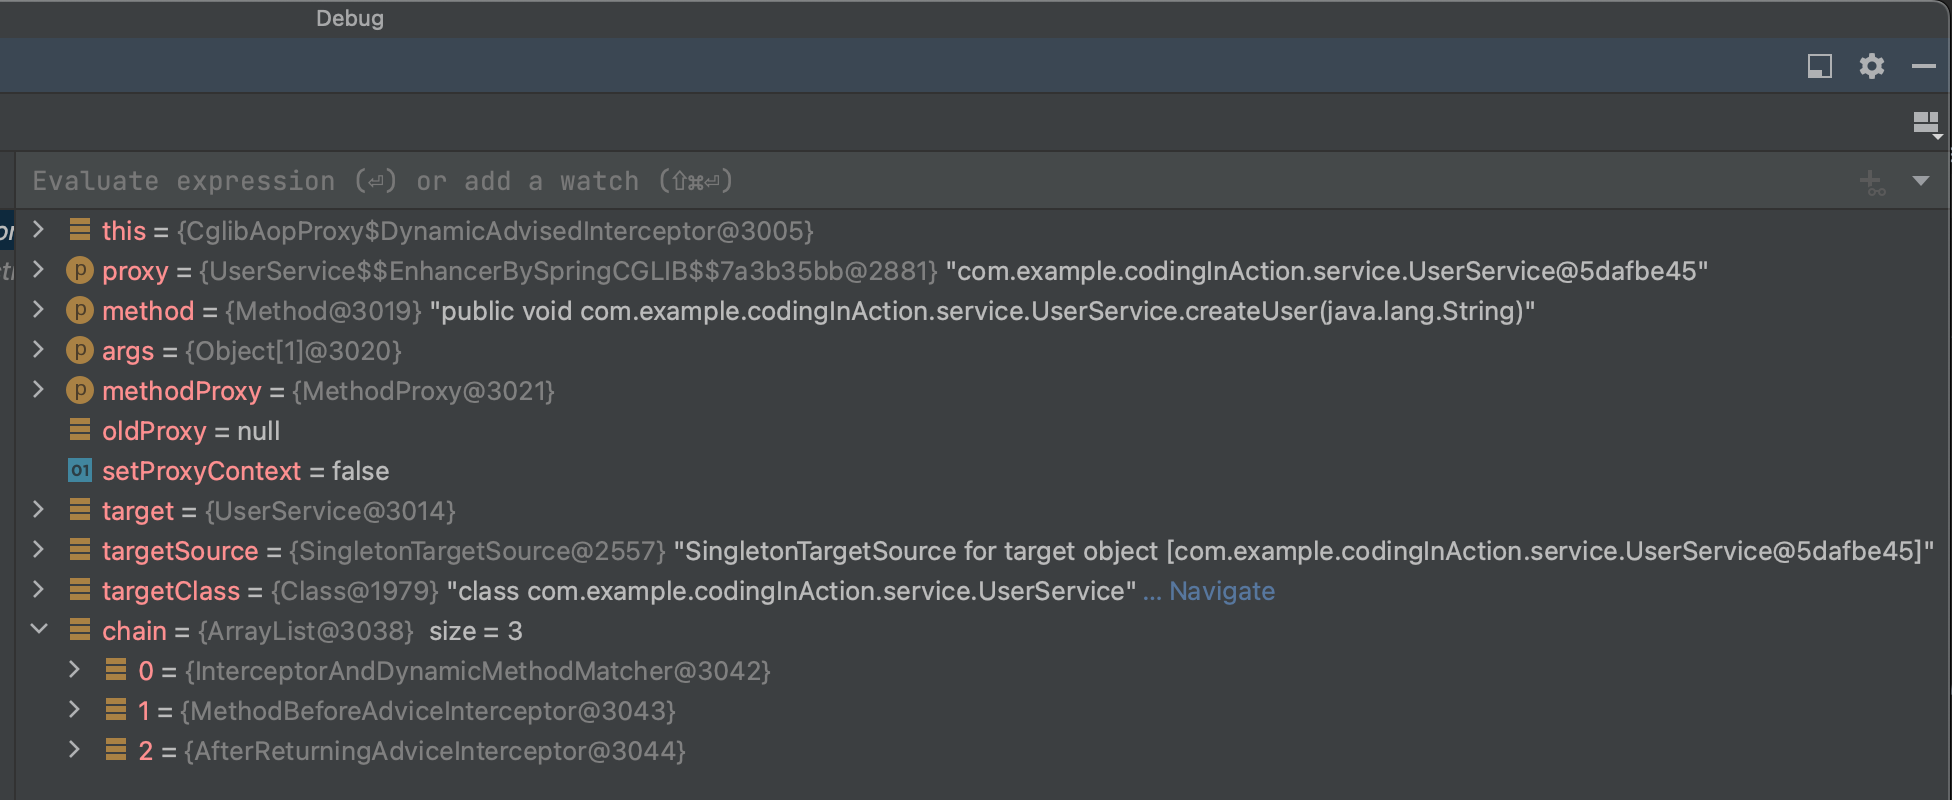 Debug
Evaluate expression (⏎) or add a watch (⇧⌘⏎)
this = {CglibAopProxy$DynamicAdvisedInterceptor@3005}
p proxy = {UserService$$EnhancerBySpringCGLIB$$7a3b35bb@2881} "com.example.codingInAction.service.UserService@5dafbe45"
p method = {Method@3019} "public void com.example.codingInAction.service.UserService.createUser(java.lang.String)"
p args = {Object[1]@3020}
p methodProxy = {MethodProxy@3021}
oldProxy = null
01 setProxyContext = false
target = {UserService@3014}
targetSource = {SingletonTargetSource@2557} "SingletonTargetSource for target object [com.example.codingInAction.service.UserService@5dafbe45]"
targetClass = {Class@1979} "class com.example.codingInAction.service.UserService" ... Navigate
chain = {ArrayList@3038} size = 3
0 = {InterceptorAndDynamicMethodMatcher@3042}
1 = {MethodBeforeAdviceInterceptor@3043}
2 = {AfterReturningAdviceInterceptor@3044}